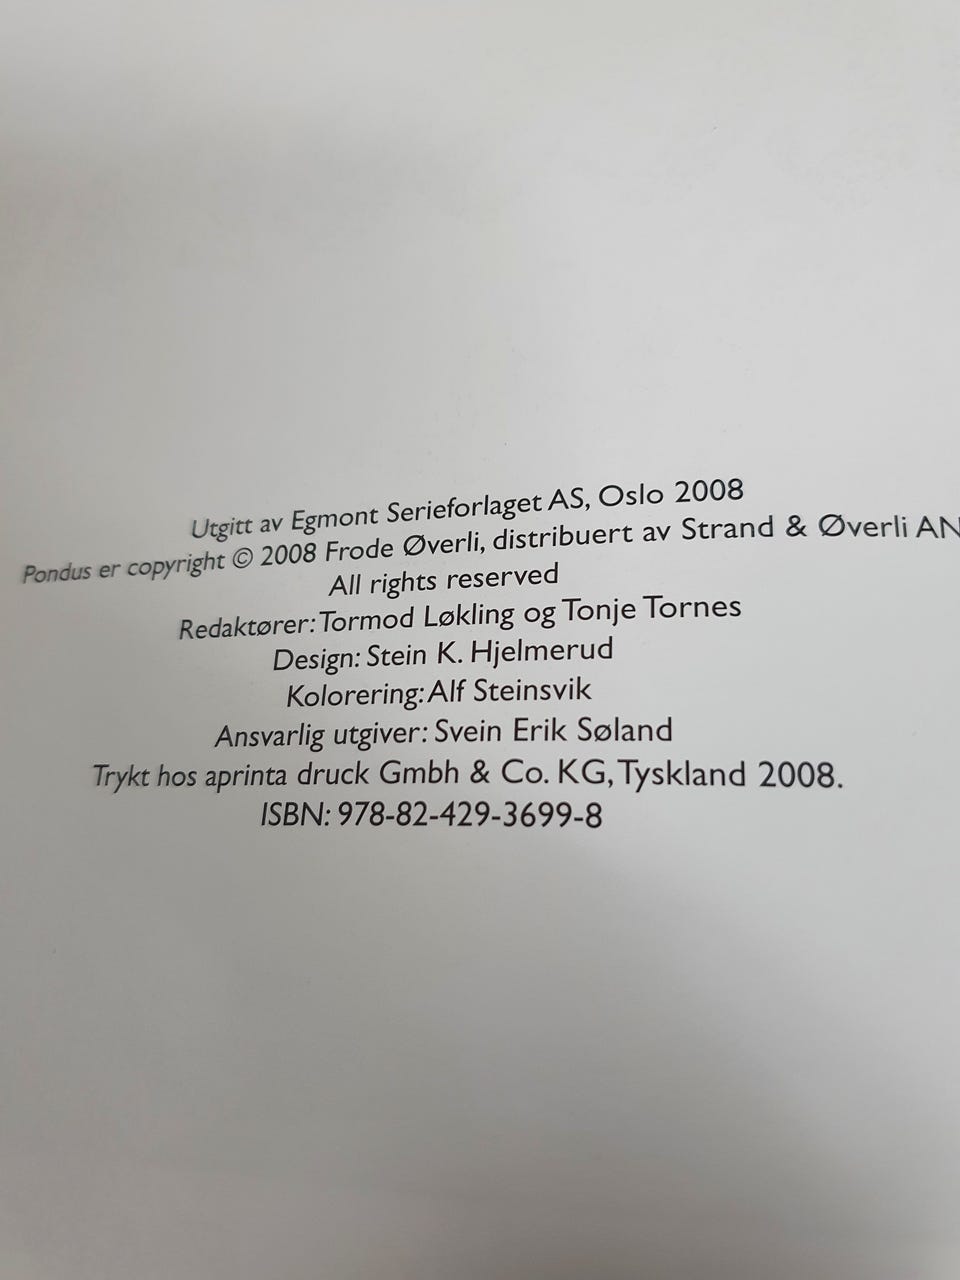 Utgitt av Egmont Serieforlaget AS, Oslo 2008
Pondus er copyright © 2008 Frode Øverli, distribuert av Strand & Øverli AN
All rights reserved
Redaktører: Tormod Løkling og Tonje Tornes
Design: Stein K. Hjelmerud
Kolorering: Alf Steinsvik
Ansvarlig utgiver: Svein Erik Søland
Trykt hos aprinta druck Gmbh & Co. KG, Tyskland 2008.
ISBN: 978-82-429-3699-8